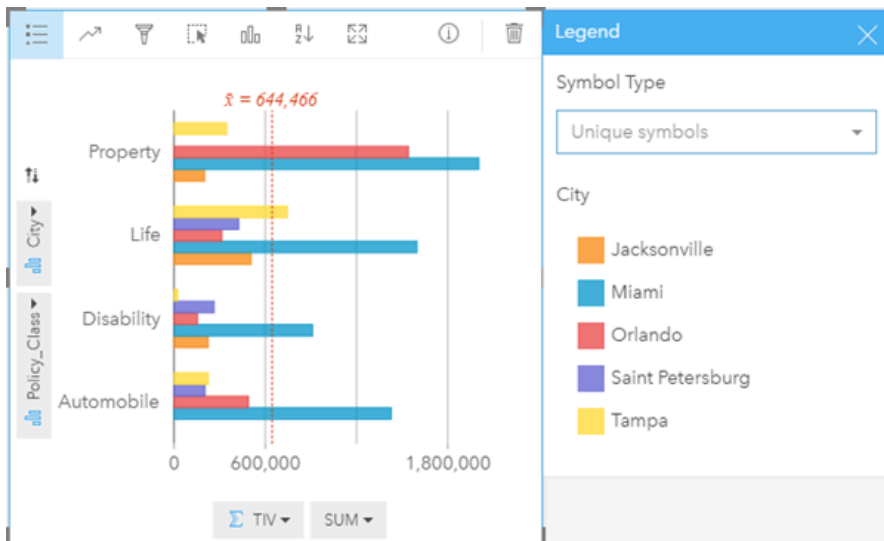 Legend
Symbol Type
Unique symbols
City
Jacksonville
Miami
Orlando
Saint Petersburg
Tampa
x̄ = 644,466
Property
Life
Disability
Automobile
City
Policy_Class
0
600,000
1,800,000
Σ TIV
SUM